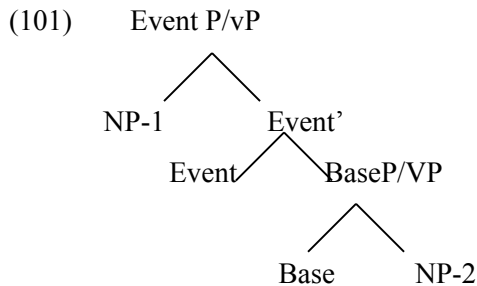 (101) Event P/vP
NP-1 Event’
Event BaseP/VP
Base NP-2